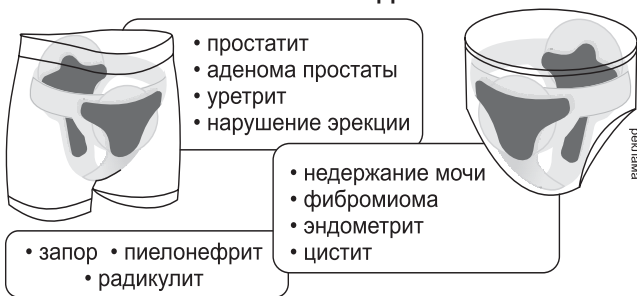 • простатит
• аденома простаты
• уретрит
• нарушение эрекции
• недержание мочи
• фибромиома
• эндометрит
• цистит
• запор • пиелонефрит
• радикулит
реклама